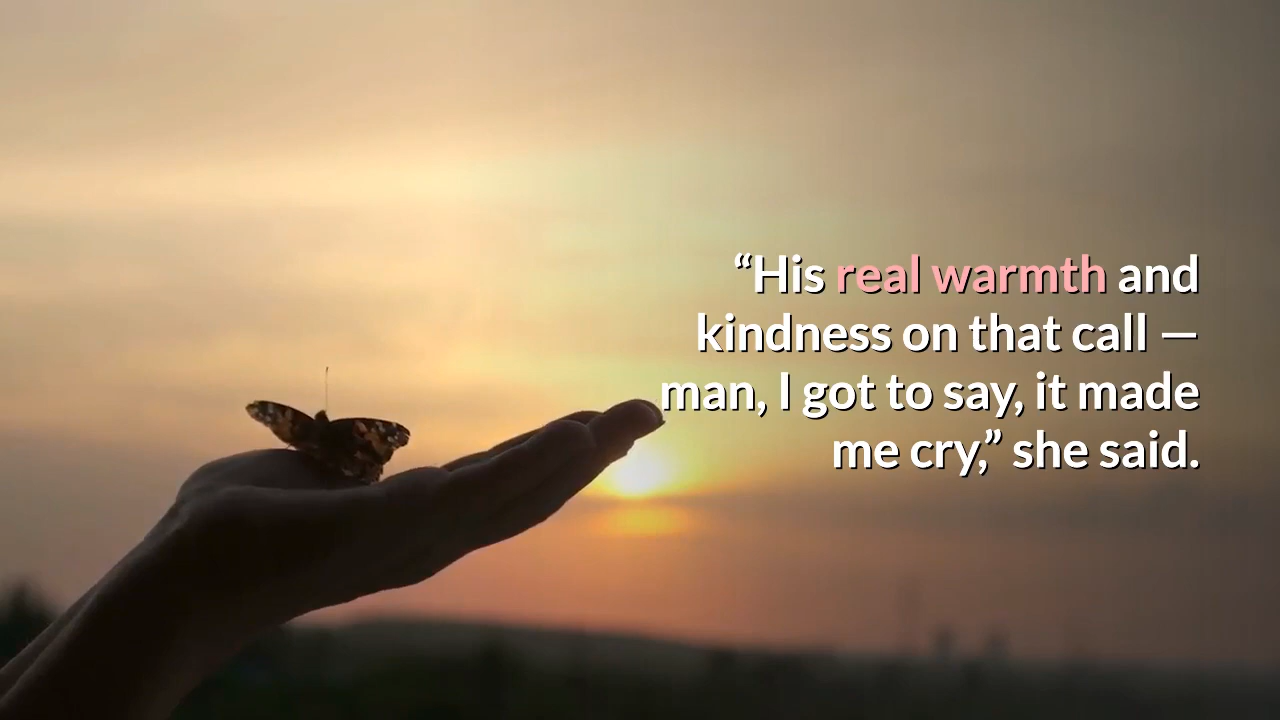 “His real warmth and
kindness on that call —
man, I got to say, it made
me cry,” she said.